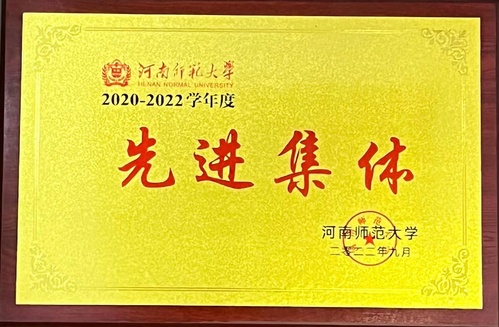 河南师范大学
HENAN NORMAL UNIVERSITY
2020-2022学年度
先进集体
河南师范大学
二〇二二年九月